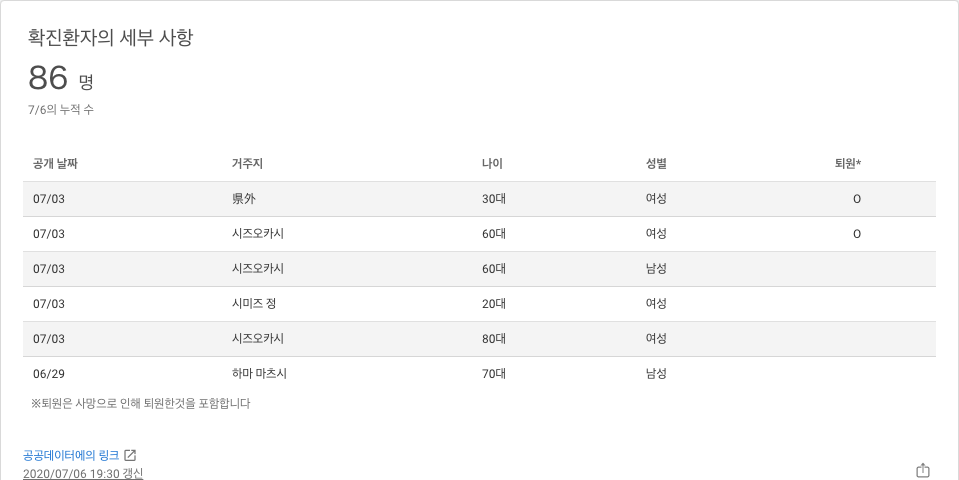 확진환자의 세부 사항
86 명
7/6의 누적 수
공개 날짜 거주지 나이 성별 퇴원*
07/03 県外 30대 여성 O
07/03 시즈오카시 60대 여성 O
07/03 시즈오카시 60대 남성
07/03 시미즈 정 20대 여성
07/03 시즈오카시 80대 여성
06/29 하마 마츠시 70대 남성
※퇴원은 사망으로 인해 퇴원한것을 포함합니다
공공데이터에의 링크
2020/07/06 19:30 갱신